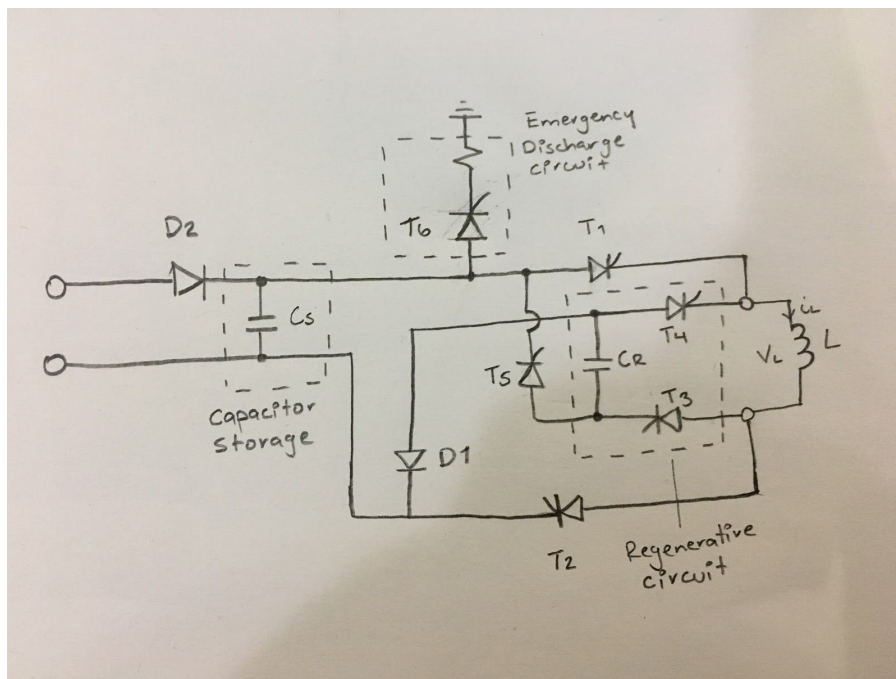 Emergency
Discharge
circuit
D2
T6
T1
Cs
iL
T4
L
VL
CR
T5
T3
Capacitor
Storage
D1
T2
Regenerative
circuit